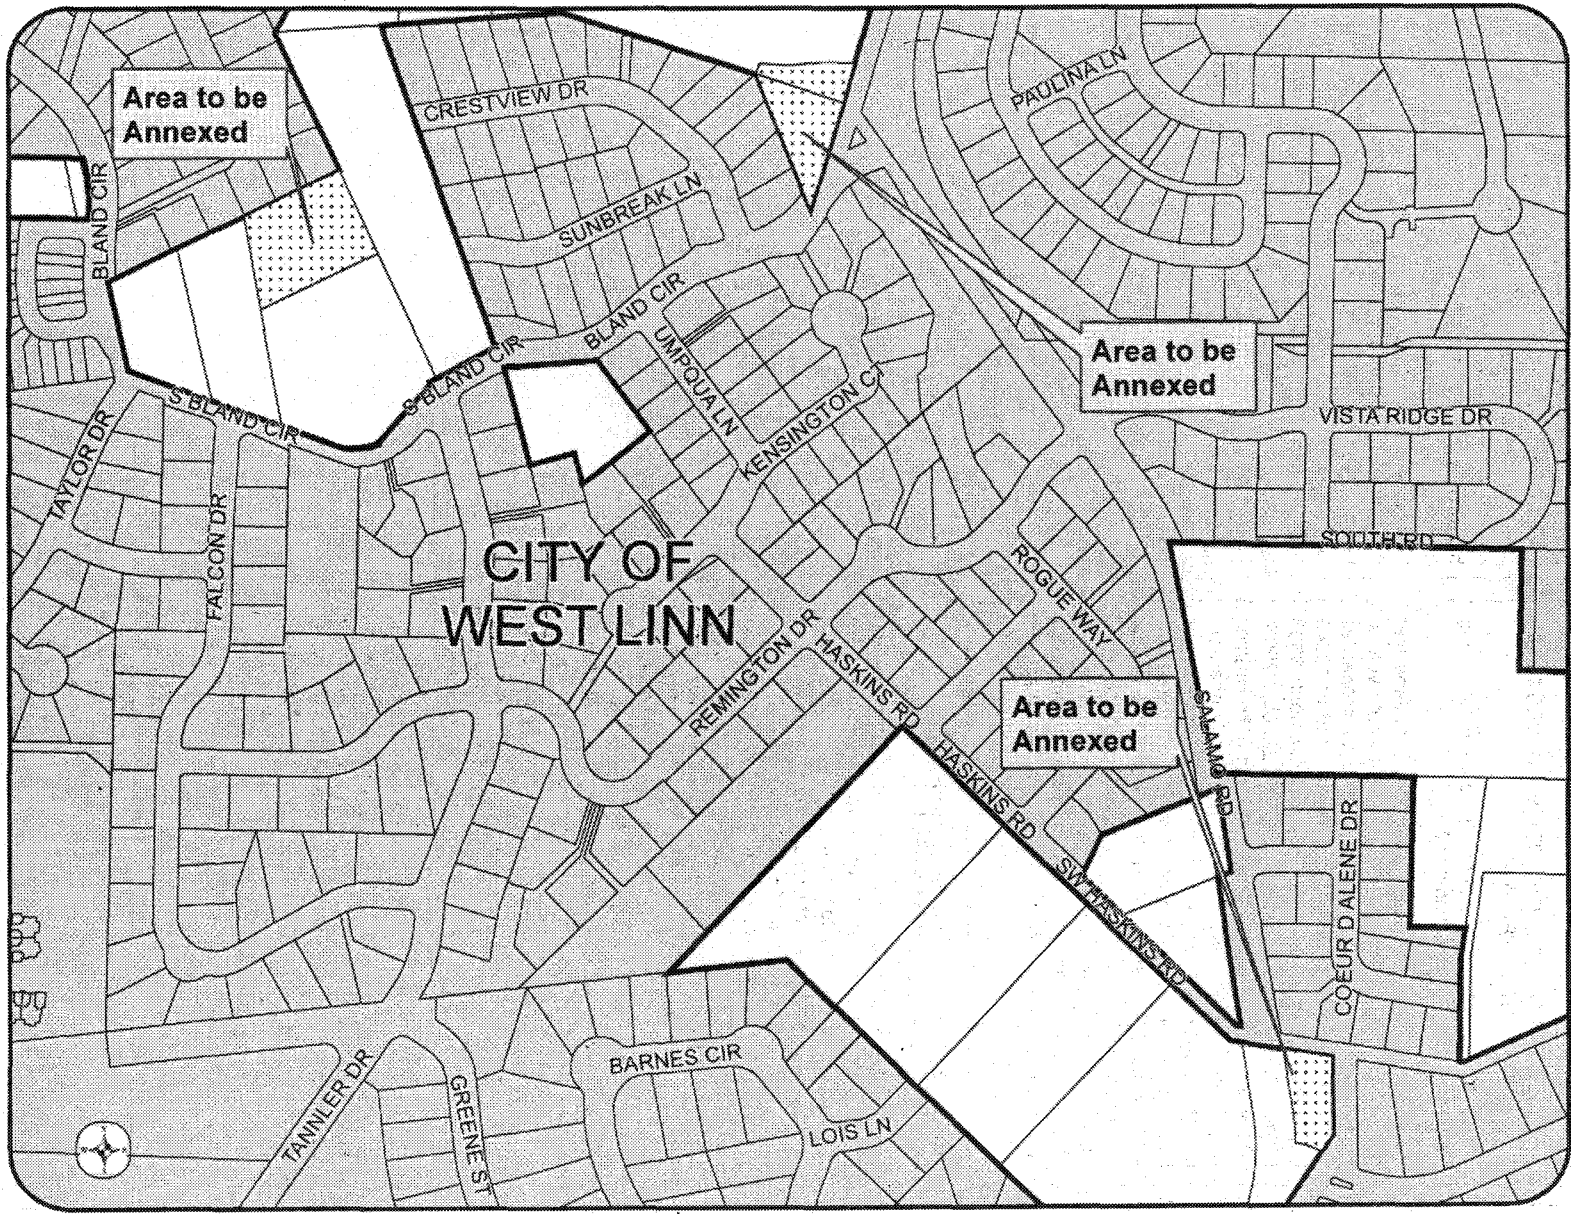 CRESTVIEW DR
PAULINA LN
Area to be
Annexed
BLAND CIR
SUNBREAK LN
BLAND CIR
UMPQUA LN
Area to be
Annexed
S BLAND CIR
S BLAND CIR
KENSINGTON CT
VISTA RIDGE DR
TAYLOR DR
FALCON DR
SOUTH RD
CITY OF
WEST LINN
ROGUE WAY
REMINGTON DR
HASKINS RD
Area to be
Annexed
SALAMO RD
HASKINS RD
SW HASKINS RD
COEUR D ALENE DR
BARNES CIR
TANNLER DR
GREENE ST
LOIS LN